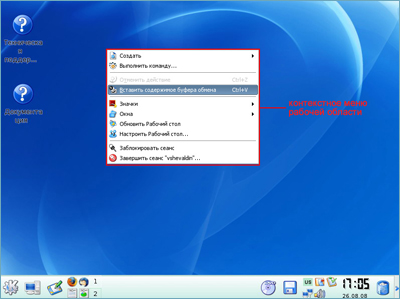 Техническа
я
поддер...
Документа
ция
Создать
Выполнить команду...
Отменить действие Ctrl+Z
Вставить содержимое буфера обмена Ctrl+V
Значки
Окна
Обновить Рабочий стол
Настроить Рабочий стол...
Заблокировать сеанс
Завершить сеанс "vshevaldin"...
контекстное меню
рабочей области
1
2
US
17:05
26.08.08